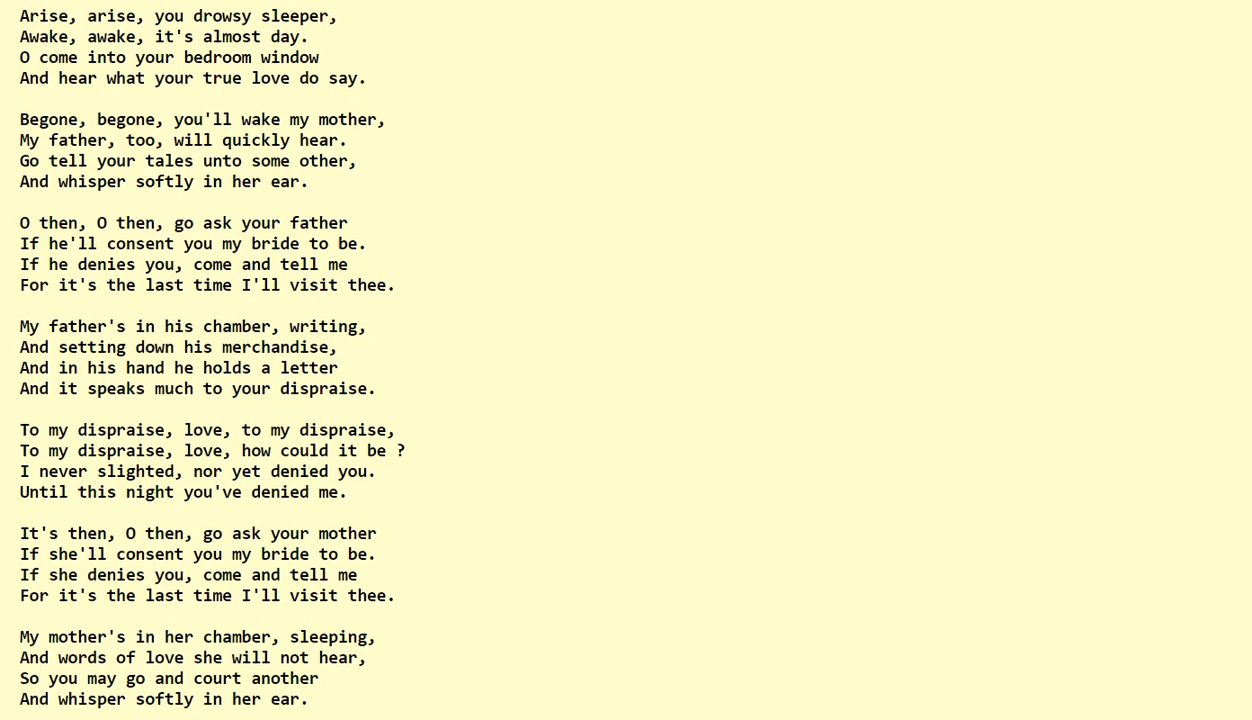 Arise, arise, you drowsy sleeper,
Awake, awake, it's almost day.
O come into your bedroom window
And hear what your true love do say.

Begone, begone, you'll wake my mother,
My father, too, will quickly hear.
Go tell your tales unto some other,
And whisper softly in her ear.

O then, O then, go ask your father
If he'll consent you my bride to be.
If he denies you, come and tell me
For it's the last time I'll visit thee.

My father's in his chamber, writing,
And setting down his merchandise,
And in his hand he holds a letter
And it speaks much to your dispraise.

To my dispraise, love, to my dispraise,
To my dispraise, love, how could it be ?
I never slighted, nor yet denied you.
Until this night you've denied me.

It's then, O then, go ask your mother
If she'll consent you my bride to be.
If she denies you, come and tell me
For it's the last time I'll visit thee.

My mother's in her chamber, sleeping,
And words of love she will not hear,
So you may go and court another
And whisper softly in her ear.